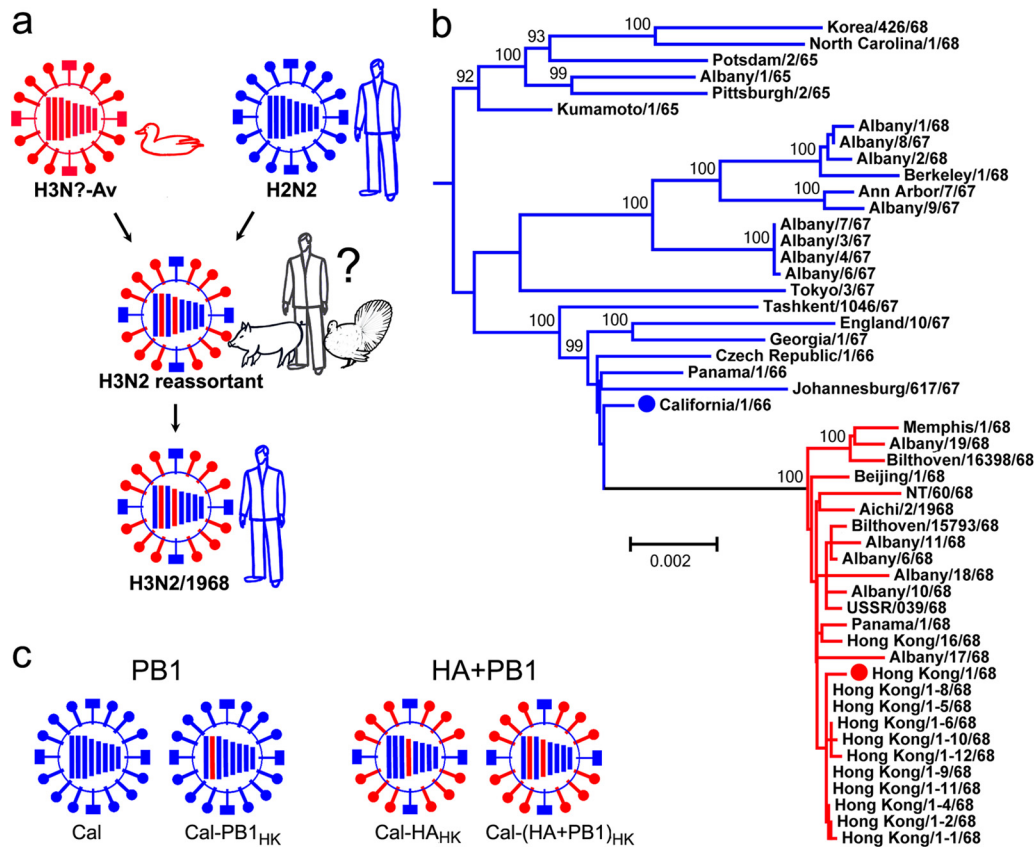 a
H3N?-Av
H2N2
?
H3N2 reassortant
H3N2/1968
b
100
Korea/426/68
93
North Carolina/1/68
100
Potsdam/2/65
92
99
Albany/1/65
Pittsburgh/2/65
Kumamoto/1/65
Albany/1/68
Albany/8/67
100
Albany/2/68
100
Berkeley/1/68
Ann Arbor/7/67
100
Albany/9/67
100
Albany/7/67
100
Albany/3/67
Albany/4/67
Albany/6/67
Tokyo/3/67
Tashkent/1046/67
100
100
England/10/67
99
Georgia/1/67
Czech Republic/1/66
Panama/1/66
Johannesburg/617/67
California/1/66
Memphis/1/68
100
Albany/19/68
Bilthoven/16398/68
100
Beijing/1/68
NT/60/68
Aichi/2/1968
Bilthoven/15793/68
Albany/11/68
Albany/6/68
Albany/18/68
Albany/10/68
USSR/039/68
Panama/1/68
Hong Kong/16/68
Albany/17/68
Hong Kong/1/68
Hong Kong/1-8/68
Hong Kong/1-5/68
Hong Kong/1-6/68
Hong Kong/1-10/68
Hong Kong/1-12/68
Hong Kong/1-9/68
Hong Kong/1-11/68
Hong Kong/1-4/68
Hong Kong/1-2/68
Hong Kong/1-1/68
0.002
c
PB1
HA+PB1
Cal
Cal-PB1HK
Cal-HAHK
Cal-(HA+PB1)HK